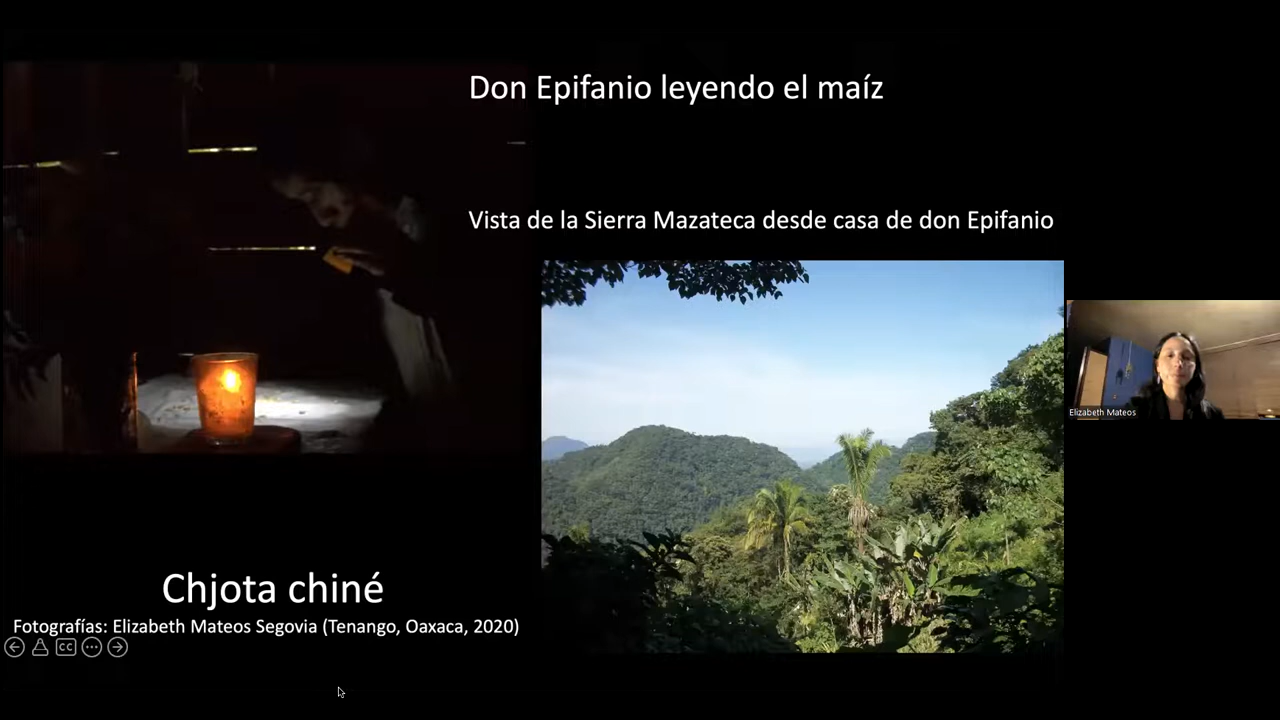 Don Epifanio leyendo el maíz
Vista de la Sierra Mazateca desde casa de don Epifanio
Elizabeth Mateos
Chjota chiné
Fotografías: Elizabeth Mateos Segovia (Tenango, Oaxaca, 2020)
CC